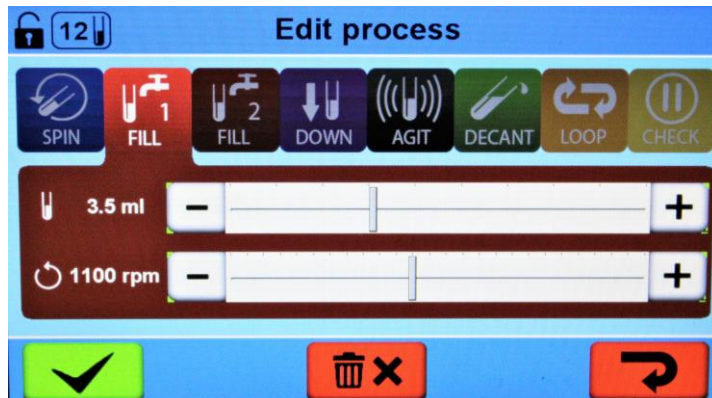 12 Edit process
SPIN
1 FILL
2 FILL
DOWN
AGIT
DECANT
LOOP
CHECK
3.5 ml - +
1100 rpm - +